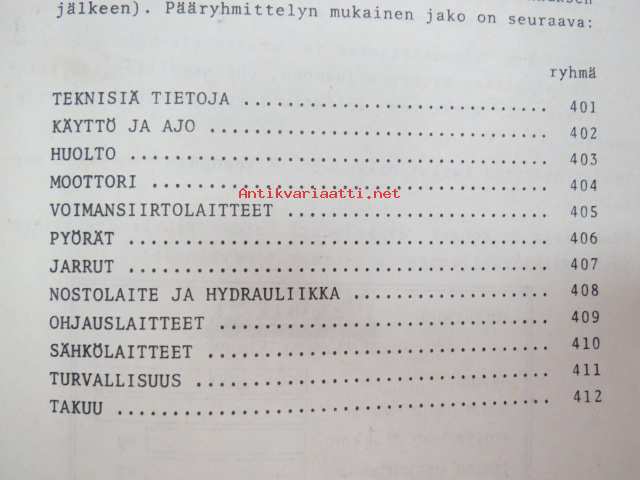 jälkeen). Pääryhmittelyn mukainen jako on seuraava:
ryhmä
TEKNISIÄ TIETOJA ............................... 401
KÄYTTÖ JA AJO .................................. 402
HUOLTO ......................................... 403
MOOTTORI ....................................... 404
Antikvariaatti.net
VOIMANSIIRTOLAITTEET ........................... 405
PYÖRÄT ......................................... 406
JARRUT ......................................... 407
NOSTOLAITE JA HYDRAULIIKKA .................... 408
OHJAUSLAITTEET ................................. 409
SÄHKÖLAITTEET .................................. 410
TURVALLISUUS ................................... 411
TAKUU .......................................... 412